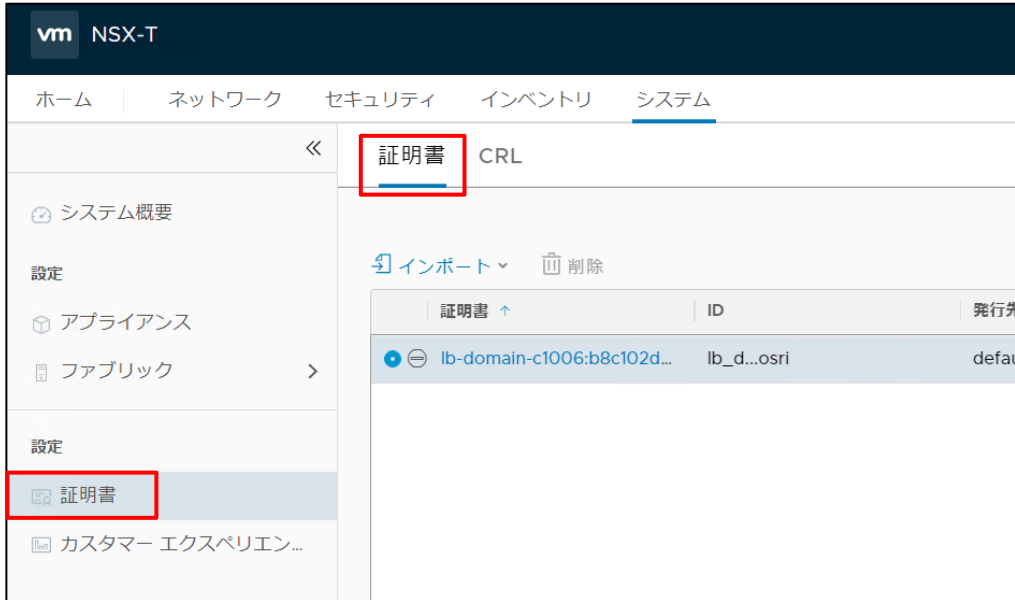 vm NSX-T
ホーム ネットワーク セキュリティ インベントリ システム
«
証明書 CRL
システム概要
設定
アプライアンス
ファブリック
設定
証明書
カスタマー エクスペリエン...
インポート 削除
証明書 ↑ ID 発行先
lb-domain-c1006:b8c102d... lb_d...osri defau